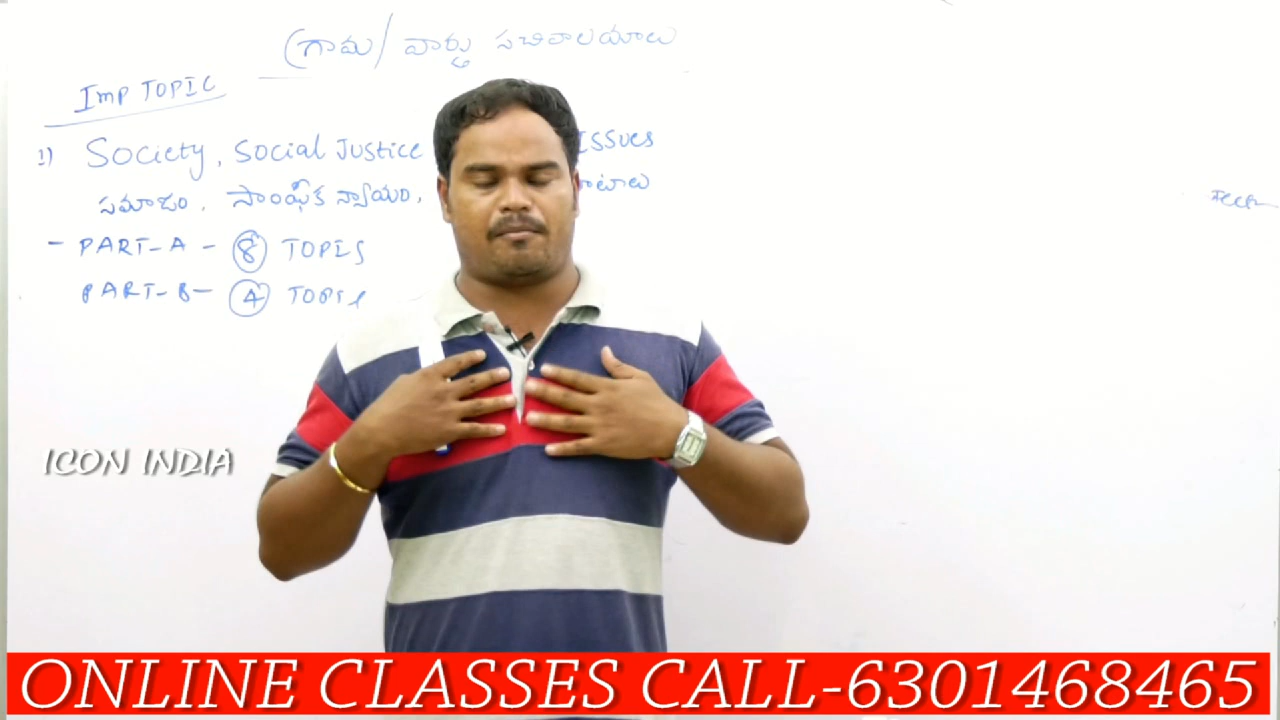 గ్రామ/ వార్డు సచివాలయాలు
Imp TOPIC
1) Society, Social Justice ISSUES
సమాజం, సాంఘీక న్యాయం,
- PART-A - 8 TOPIS
PART-B- 4
ICON INDIA
ONLINE CLASSES CALL-6301468465